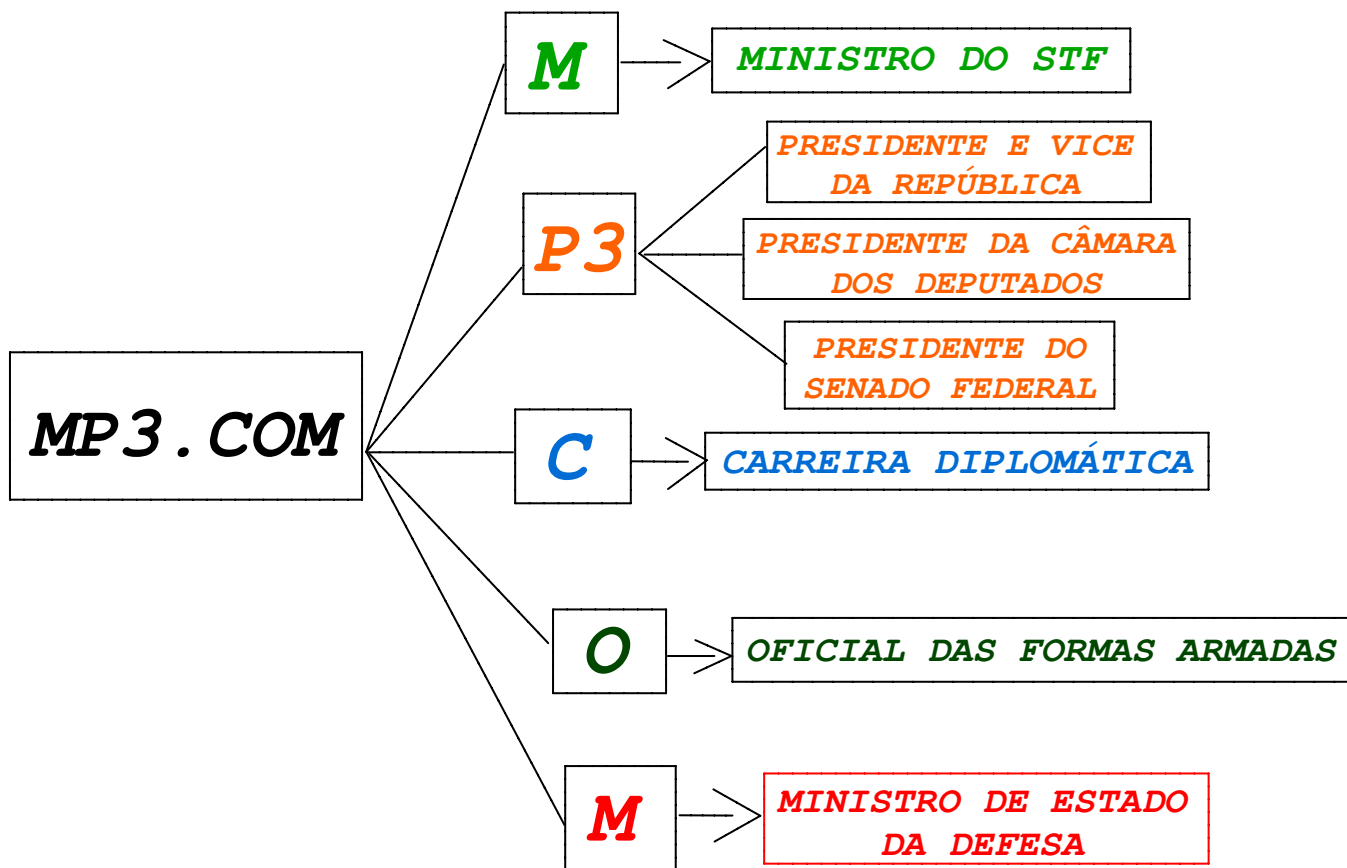 MP3.COM
M
MINISTRO DO STF
P3
PRESIDENTE E VICE
DA REPÚBLICA
PRESIDENTE DA CÂMARA
DOS DEPUTADOS
PRESIDENTE DO
SENADO FEDERAL
C
CARREIRA DIPLOMÁTICA
O
OFICIAL DAS FORMAS ARMADAS
M
MINISTRO DE ESTADO
DA DEFESA